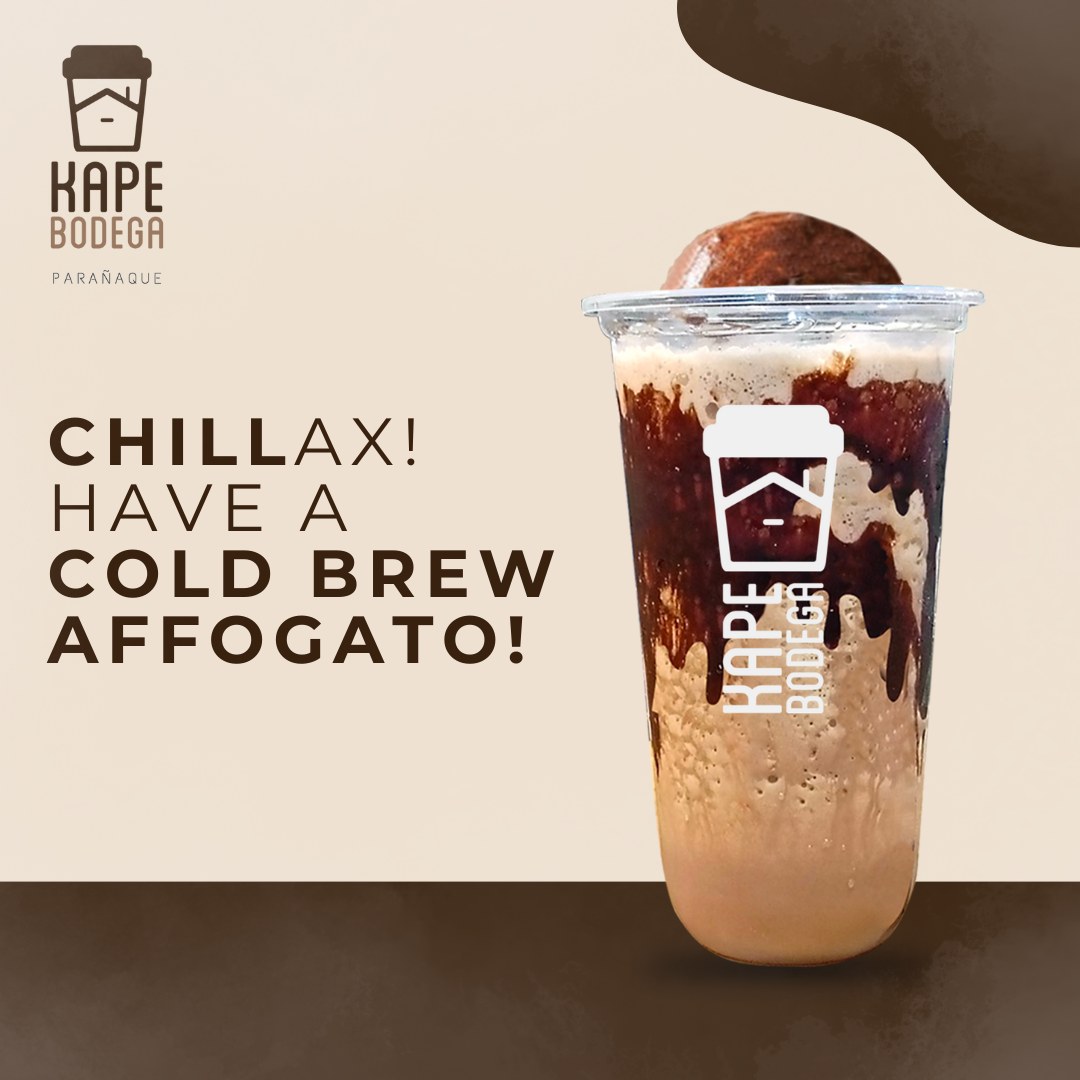 KAPE
BODEGA
PARAÑAQUE
CHILLAX!
HAVE A
COLD BREW
AFFOGATO!
KAPE
BODEGA